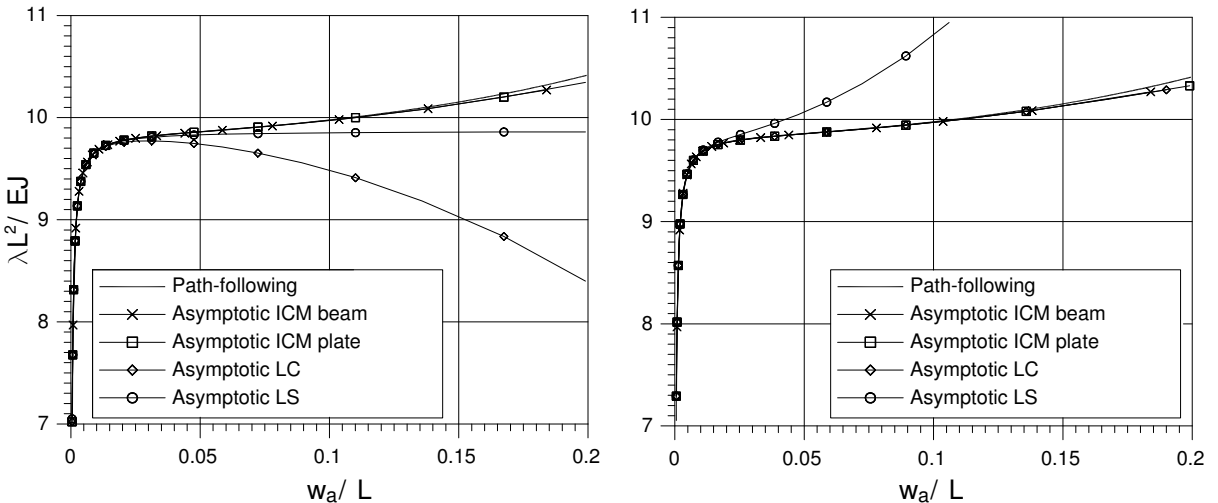 11
10
9
8
7
λL²/ EJ
0
0.05
0.1
0.15
0.2
wₐ/ L
Path-following
Asymptotic ICM beam
Asymptotic ICM plate
Asymptotic LC
Asymptotic LS
11
10
9
8
7
0
0.05
0.1
0.15
0.2
wₐ/ L
Path-following
Asymptotic ICM beam
Asymptotic ICM plate
Asymptotic LC
Asymptotic LS